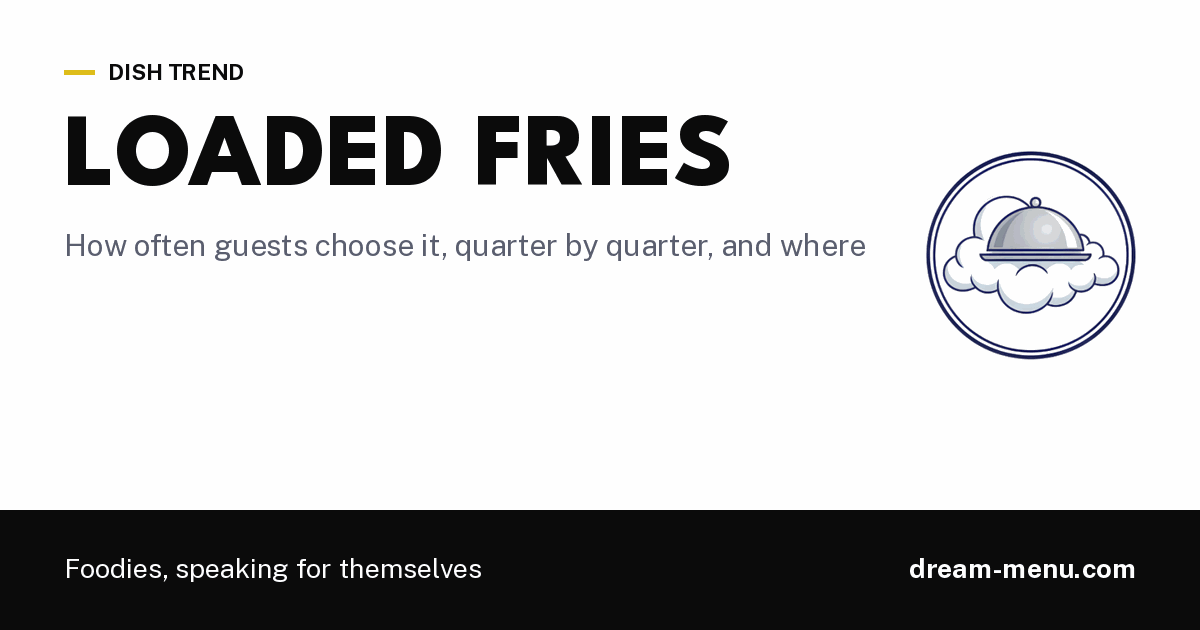 DISH TREND
LOADED FRIES
How often guests choose it, quarter by quarter, and where
Foodies, speaking for themselves
dream-menu.com